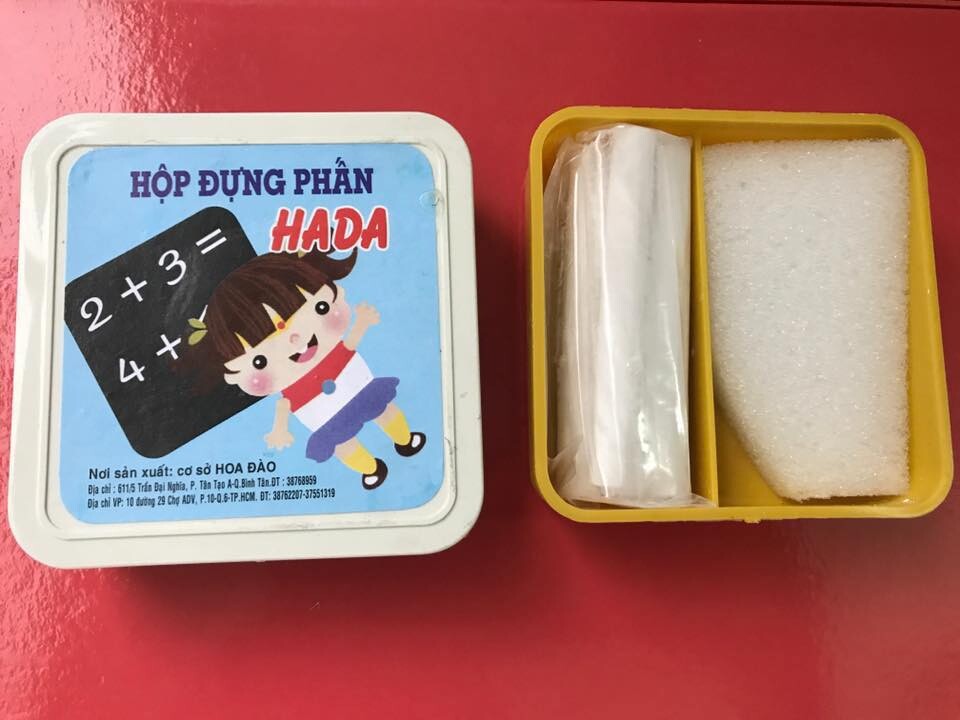 HỘP ĐỰNG PHẤN
HADA
2 + 3 =
4 +
Nơi sản xuất: cơ sở HOA ĐÀO
Địa chỉ : 611/5 Trần Đại Nghĩa, P. Tân Tạo A-Q.Bình Tân.ĐT : 38768959
Địa chỉ VP: 10 đường 29 Chợ ADV, P.10-Q.6-TP.HCM. ĐT: 38762207-37551319